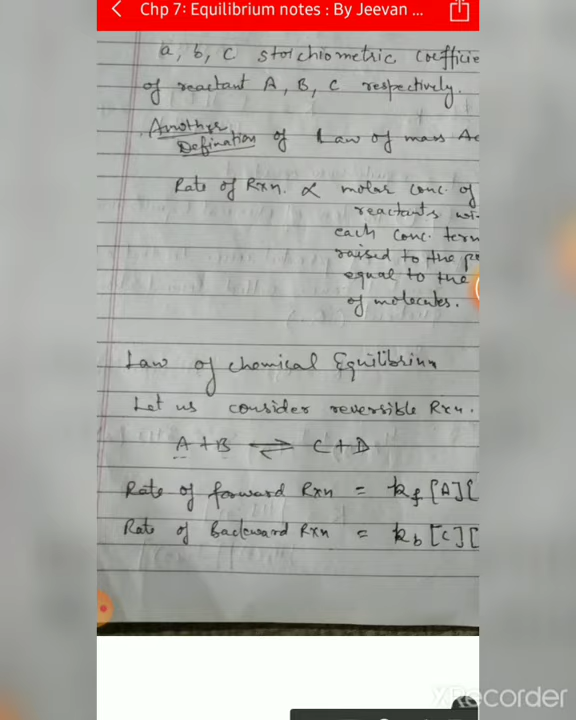 Chp 7: Equilibrium notes : By Jeevan ...
a, b, c stoichiometric coefficie
of reactant A, B, C respectively.
Another
Defination of Law of mass Ac
Rate of Rxn. ∝ molar conc. of
reactants wi
each conc. term
raised to the p
equal to the
of molecules.
Law of chemical Equilibrium
Let us consider reversible Rxn.
A + B ⇌ C + D
Rate of forward Rxn = kf [A][
Rate of Backward Rxn = kb [C][
XRecorder